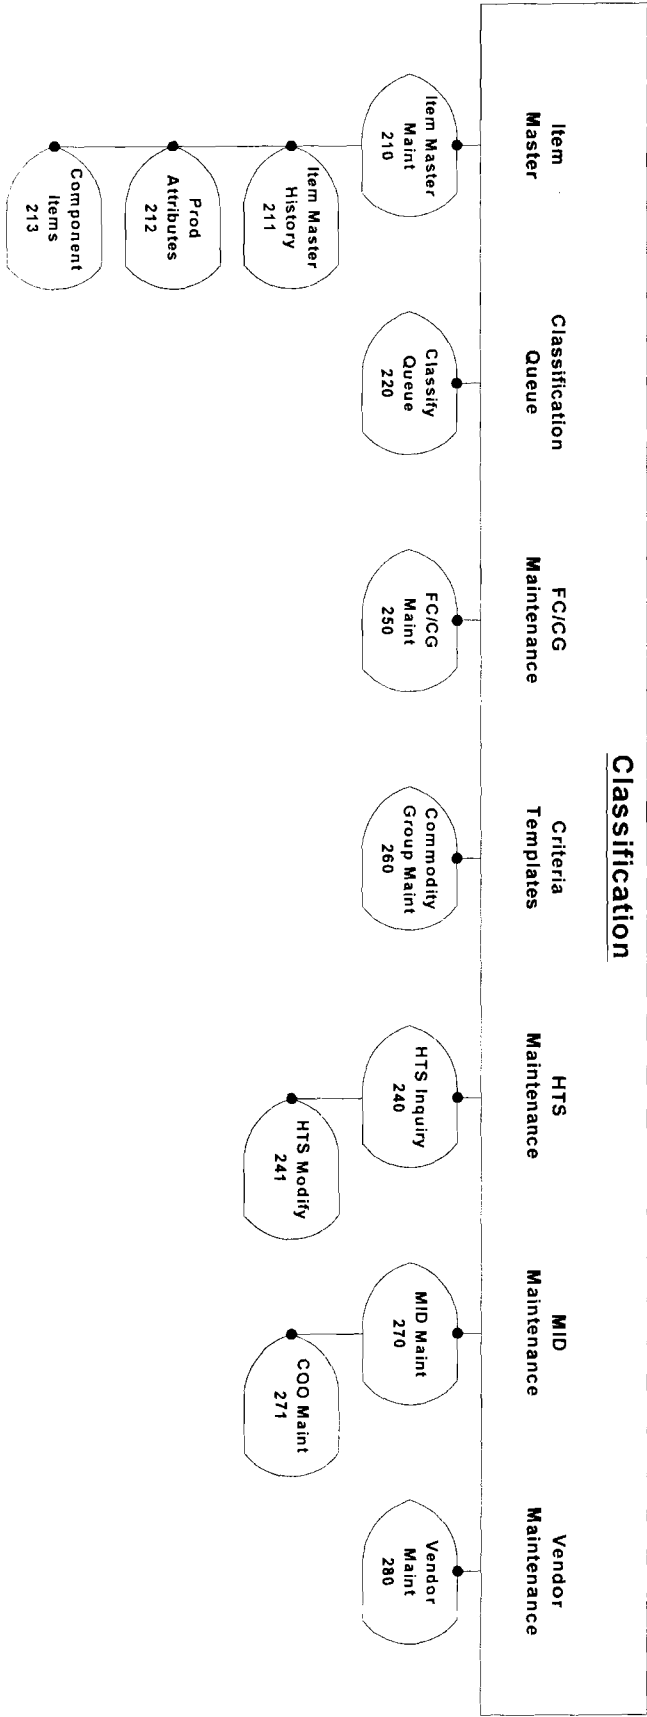 Classification
Item
Master
Classification
Queue
FC/CG
Maintenance
Criteria
Templates
HTS
Maintenance
MID
Maintenance
Vendor
Maintenance
Item Master
Maint
210
Classify
Queue
220
FC/CG
Maint
250
Commodity
Group Maint
260
HTS Inquiry
240
MID Maint
270
Vendor
Maint
280
Item Master
History
211
HTS Modify
241
COO Maint
271
Prod
Attributes
212
Component
Items
213